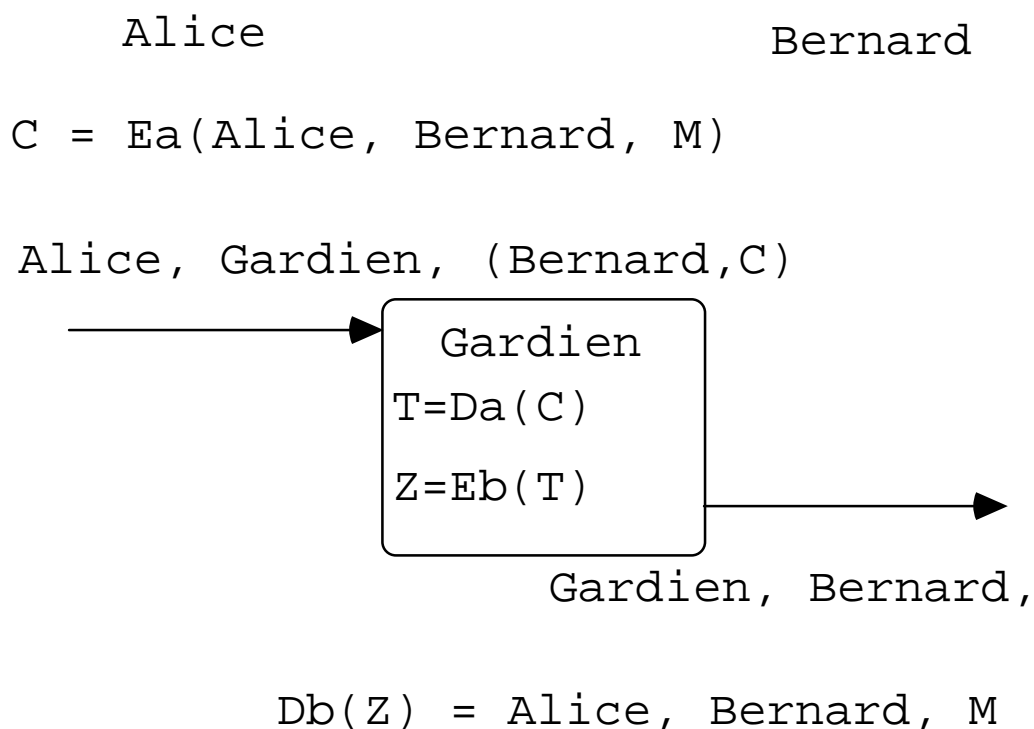 Alice
Bernard
C = Ea(Alice, Bernard, M)
Alice, Gardien, (Bernard,C)
Gardien
T=Da(C)
Z=Eb(T)
Gardien, Bernard,
Db(Z) = Alice, Bernard, M